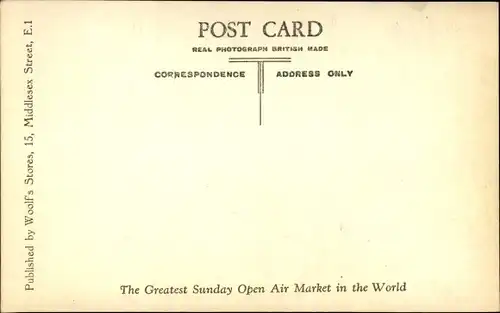 POST CARD
REAL PHOTOGRAPH BRITISH MADE
CORRESPONDENCE
ADDRESS ONLY
Published by Woolf's Stores, 15, Middlesex Street, E.1
The Greatest Sunday Open Air Market in the World